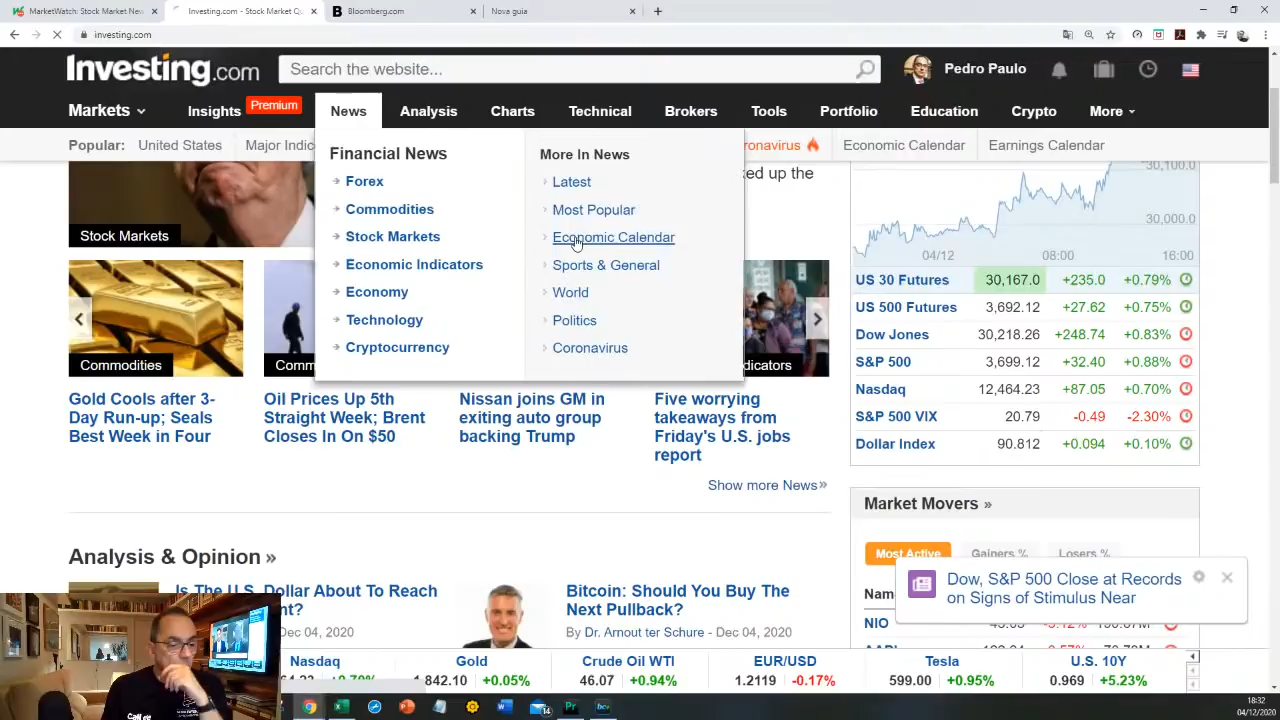 MarketWatch: Stock Market New
Investing.com - Stock Market Qu
Bloomberg.com
Nova guia
investing.com
Investing.com
Search the website...
Pedro Paulo
Markets
Insights
Premium
News
Analysis
Charts
Technical
Brokers
Tools
Portfolio
Education
Crypto
More
Popular:
United States
Major Indic
Economic Calendar
Earnings Calendar
Financial News
Forex
Commodities
Stock Markets
Economic Indicators
Economy
Technology
Cryptocurrency
More In News
Latest
Most Popular
Economic Calendar
Sports & General
World
Politics
Coronavirus
ked up the
Stock Markets
Commodities
Comm
dicators
Gold Cools after 3-
Day Run-up; Seals
Best Week in Four
Oil Prices Up 5th
Straight Week; Brent
Closes In On $50
Nissan joins GM in
exiting auto group
backing Trump
Five worrying
takeaways from
Friday's U.S. jobs
report
Show more News»
30,100.0
30,000.0
04/12 08:00 16:00
US 30 Futures 30,167.0 +235.0 +0.79%
US 500 Futures 3,692.12 +27.62 +0.75%
Dow Jones 30,218.26 +248.74 +0.83%
S&P 500 3,699.12 +32.40 +0.88%
Nasdaq 12,464.23 +87.05 +0.70%
S&P 500 VIX 20.79 -0.49 -2.30%
Dollar Index 90.812 +0.094 +0.10%
Market Movers »
Most Active Gainers % Losers %
Nam
NIO
Dow, S&P 500 Close at Records
on Signs of Stimulus Near
Analysis & Opinion »
Is The U.S. Dollar About To Reach
nt?
Dec 04, 2020
Bitcoin: Should You Buy The
Next Pullback?
By Dr. Arnout ter Schure - Dec 04, 2020
Nasdaq
+0.70%
Gold
1,842.10 +0.05%
Crude Oil WTI
46.07 +0.94%
EUR/USD
1.2119 -0.17%
Tesla
599.00 +0.95%
U.S. 10Y
0.969 +5.23%
14
18:32
04/12/2020